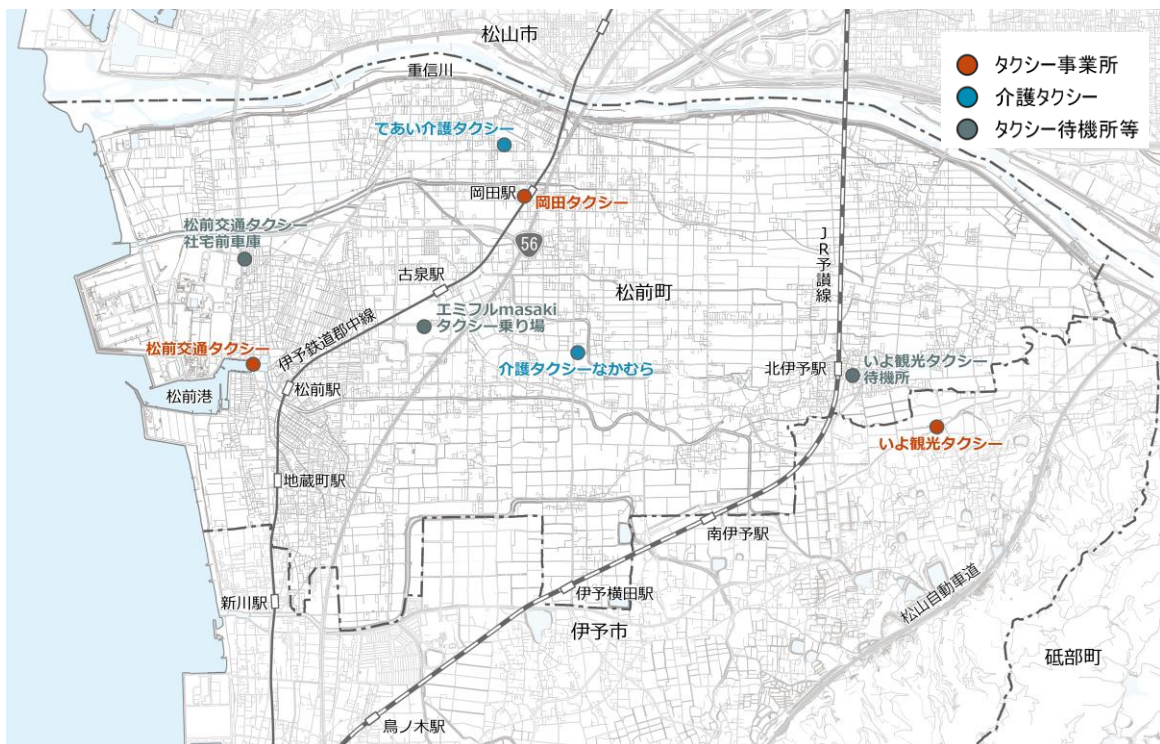 松山市
重信川
タクシー事業所
介護タクシー
タクシー待機所等
であい介護タクシー
岡田駅
岡田タクシー
松前交通タクシー
社宅前車庫
56
JR予讃線
古泉駅
松前町
エミフルmasaki
タクシー乗り場
伊予鉄道郡中線
松前交通タクシー
介護タクシーなかむら
北伊予駅
いよ観光タクシー
待機所
松前港
松前駅
いよ観光タクシー
地蔵町駅
南伊予駅
新川駅
伊予横田駅
松山自動車道
伊予市
砥部町
鳥ノ木駅